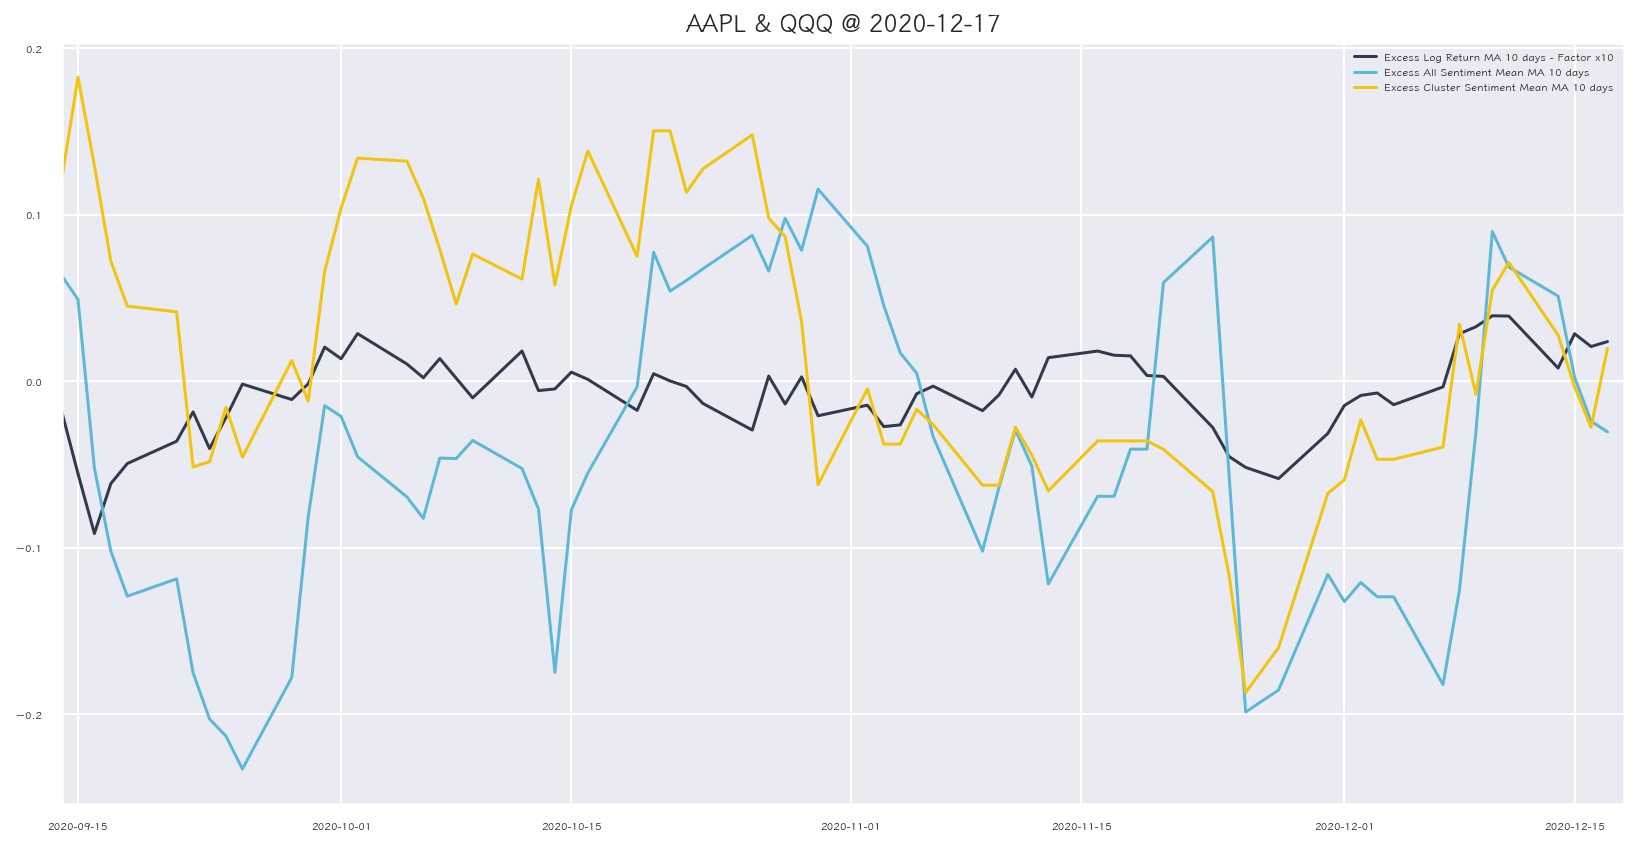 AAPL & QQQ @ 2020-12-17
Excess Log Return MA 10 days - Factor x10
Excess All Sentiment Mean MA 10 days
Excess Cluster Sentiment Mean MA 10 days
0.2
0.1
0.0
−0.1
−0.2
2020-09-15 2020-10-01 2020-10-15 2020-11-01 2020-11-15 2020-12-01 2020-12-15